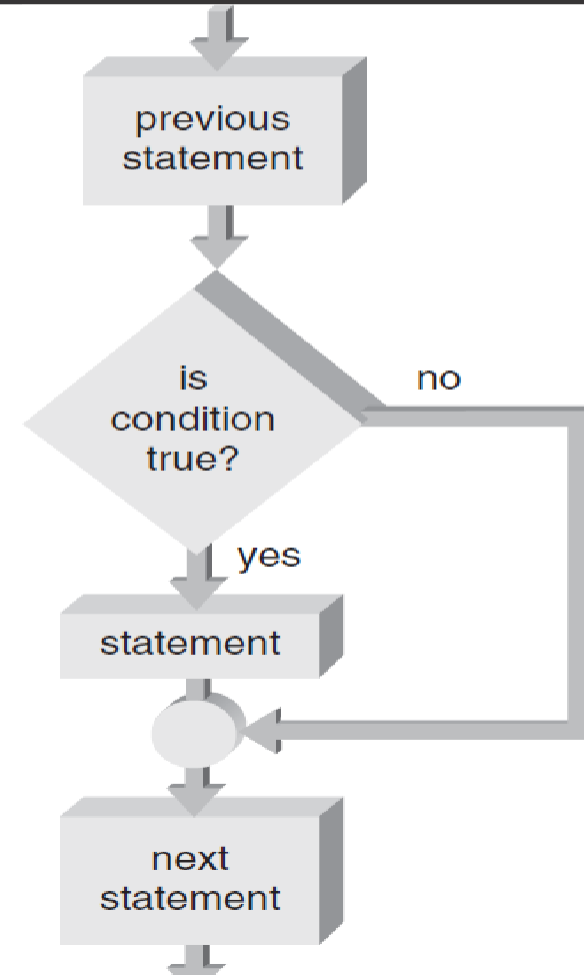 previous
statement
is
condition
true?
no
yes
statement
next
statement